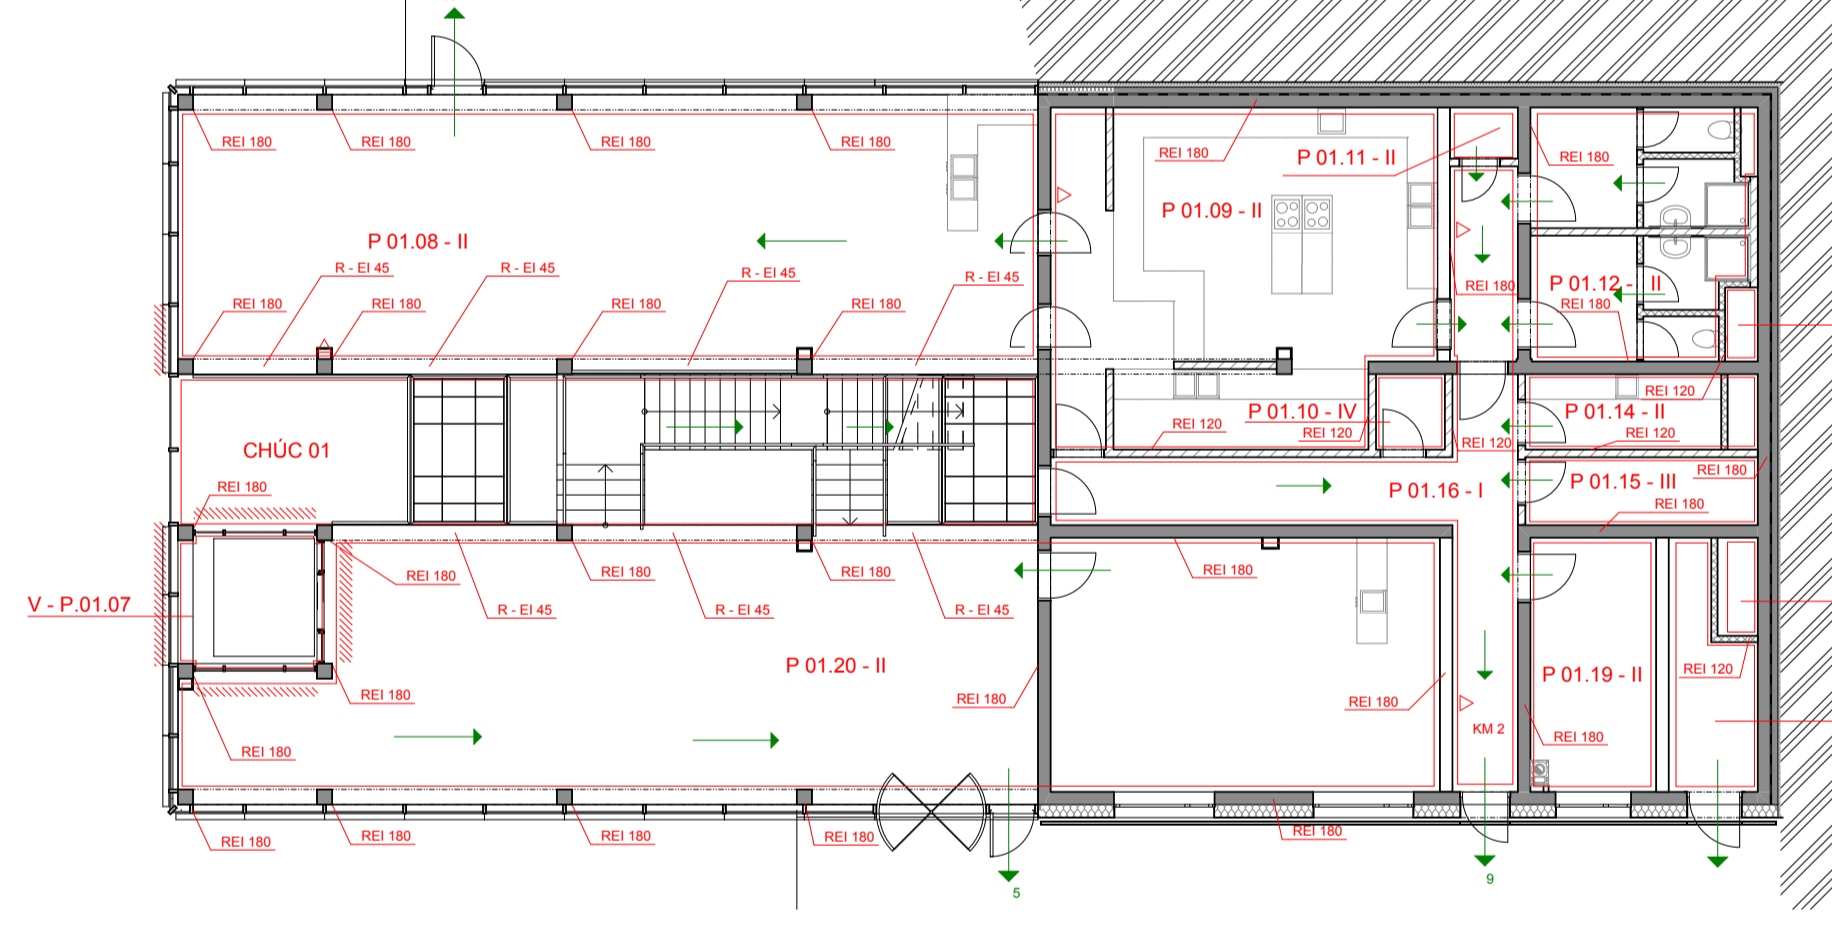 REI 180
REI 180
REI 180
REI 180
REI 180
P 01.11 - II
REI 180
P 01.09 - II
P 01.08 - II
R - EI 45
R - EI 45
R - EI 45
R - EI 45
REI 180
P 01.12 - II
REI 180
REI 180
REI 180
REI 180
REI 180
REI 120
P 01.10 - IV
P 01.14 - II
REI 120
REI 120
REI 120
REI 120
CHÚC 01
REI 180
P 01.15 - III
REI 180
P 01.16 - I
REI 180
REI 180
REI 180
REI 180
REI 180
V - P.01.07
R - EI 45
R - EI 45
R - EI 45
P 01.20 - II
REI 120
P 01.19 - II
REI 180
REI 180
REI 180
KM 2
REI 180
REI 180
REI 180
REI 180
REI 180
REI 180
REI 180
5
9